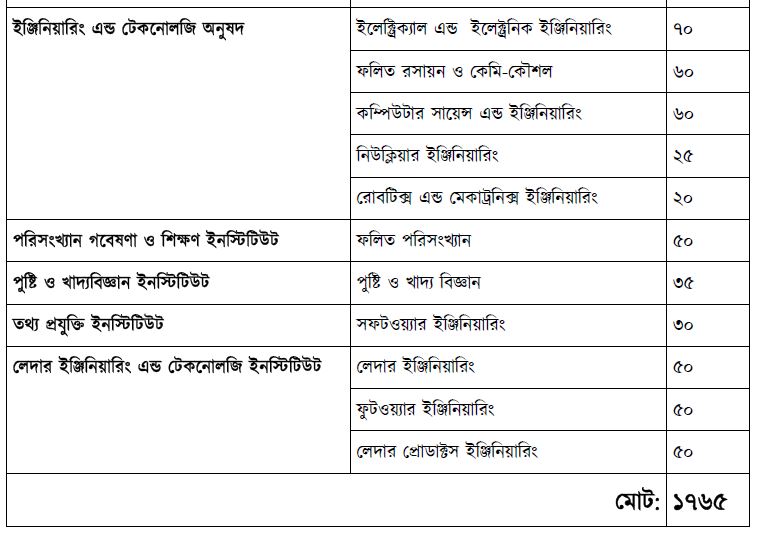 ইঞ্জিনিয়ারিং এন্ড টেকনোলজি অনুষদ ইলেক্ট্রিক্যাল এন্ড ইলেক্ট্রনিক ইঞ্জিনিয়ারিং ৭০
ফলিত রসায়ন ও কেমি-কৌশল ৬০
কম্পিউটার সায়েন্স এন্ড ইঞ্জিনিয়ারিং ৬০
নিউক্লিয়ার ইঞ্জিনিয়ারিং ২৫
রোবটিক্স এন্ড মেকাট্রনিক্স ইঞ্জিনিয়ারিং ২০
পরিসংখ্যান গবেষণা ও শিক্ষণ ইনস্টিটিউট ফলিত পরিসংখ্যান ৫০
পুষ্টি ও খাদ্যবিজ্ঞান ইনস্টিটিউট পুষ্টি ও খাদ্য বিজ্ঞান ৩৫
তথ্য প্রযুক্তি ইনস্টিটিউট সফটওয়্যার ইঞ্জিনিয়ারিং ৩০
লেদার ইঞ্জিনিয়ারিং এন্ড টেকনোলজি ইনস্টিটিউট লেদার ইঞ্জিনিয়ারিং ৫০
ফুটওয়্যার ইঞ্জিনিয়ারিং ৫০
লেদার প্রোডাক্টস ইঞ্জিনিয়ারিং ৫০
মোট: ১৭৬৫